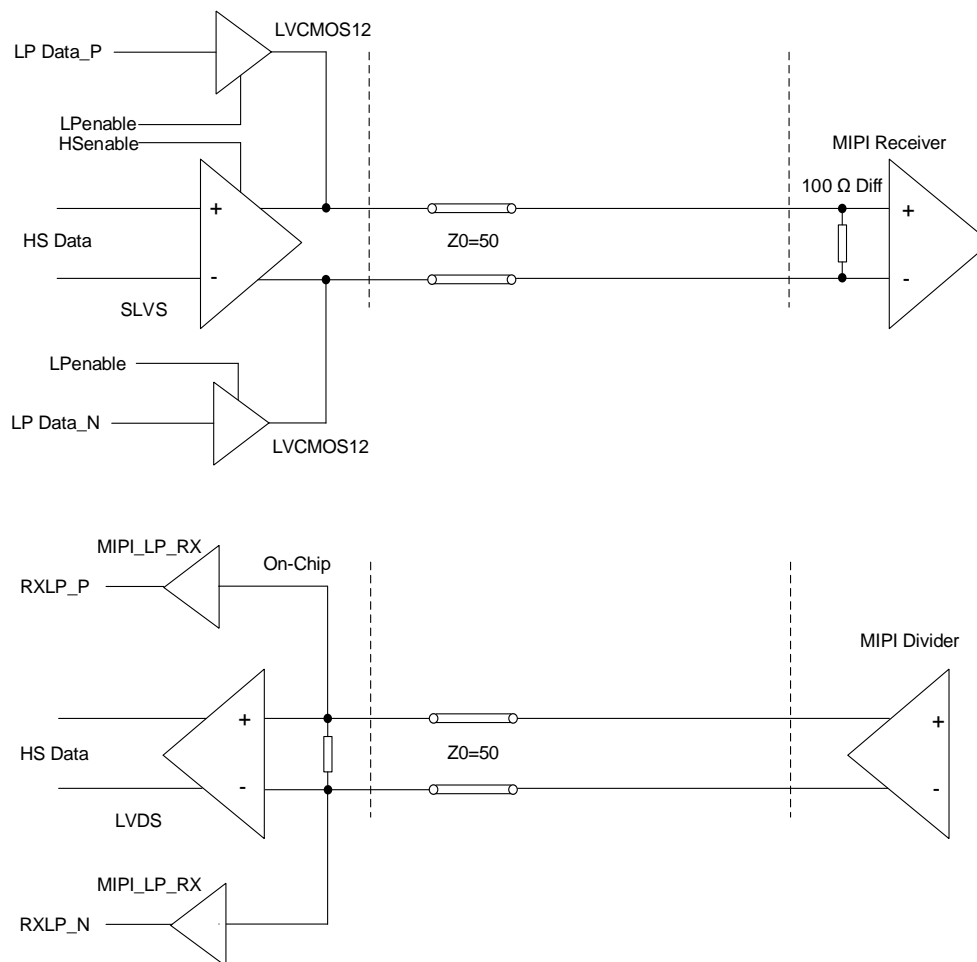 LVCMOS12
LP Data_P
LPenable
HSenable
MIPI Receiver
100 Ω Diff
+
+
HS Data
Z0=50
-
-
SLVS
LPenable
LP Data_N
LVCMOS12
MIPI_LP_RX
On-Chip
RXLP_P
MIPI Divider
+
+
HS Data
Z0=50
-
-
LVDS
MIPI_LP_RX
RXLP_N